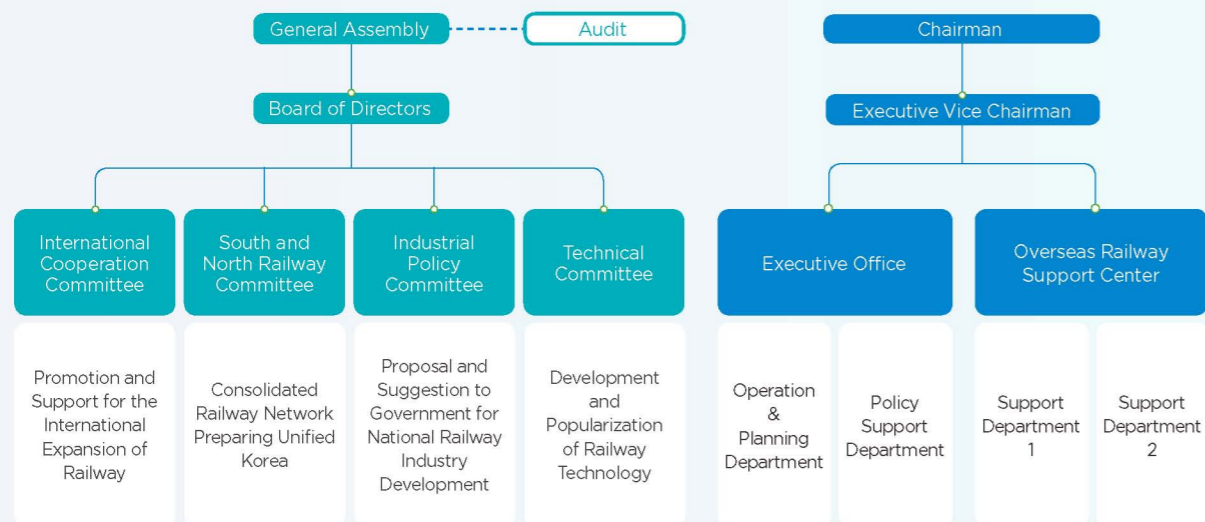 General Assembly
Audit
Chairman
Board of Directors
Executive Vice Chairman
International
Cooperation
Committee
South and
North Railway
Committee
Industrial
Policy
Committee
Technical
Committee
Executive Office
Overseas Railway
Support Center
Promotion and
Support for the
International
Expansion of
Railway
Consolidated
Railway Network
Preparing Unified
Korea
Proposal and
Suggestion to
Government for
National Railway
Industry
Development
Development
and
Popularization
of Railway
Technology
Operation
&
Planning
Department
Policy
Support
Department
Support
Department
1
Support
Department
2